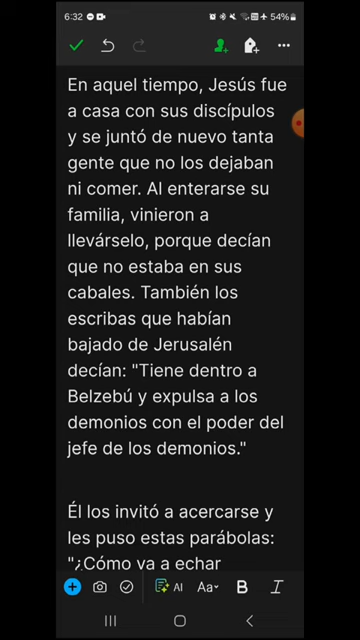 6:32
54%
En aquel tiempo, Jesús fue
a casa con sus discípulos
y se juntó de nuevo tanta
gente que no los dejaban
ni comer. Al enterarse su
familia, vinieron a
llevárselo, porque decían
que no estaba en sus
cabales. También los
escribas que habían
bajado de Jerusalén
decían: "Tiene dentro a
Belzebú y expulsa a los
demonios con el poder del
jefe de los demonios."
Él los invitó a acercarse y
les puso estas parábolas:
"¿Cómo va a echar
AI Aa B I